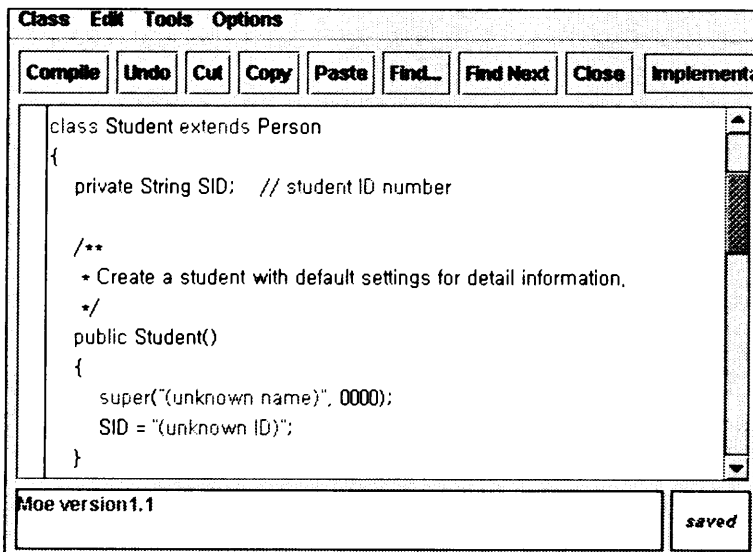 Class Edit Tools Options
Compile Undo Cut Copy Paste Find... Find Next Close Implementa
class Student extends Person
{
private String SID; // student ID number
/**
* Create a student with default settings for detail information.
*/
public Student()
{
super("(unknown name)", 0000);
SID = "(unknown ID)";
}
Moe version1.1
saved